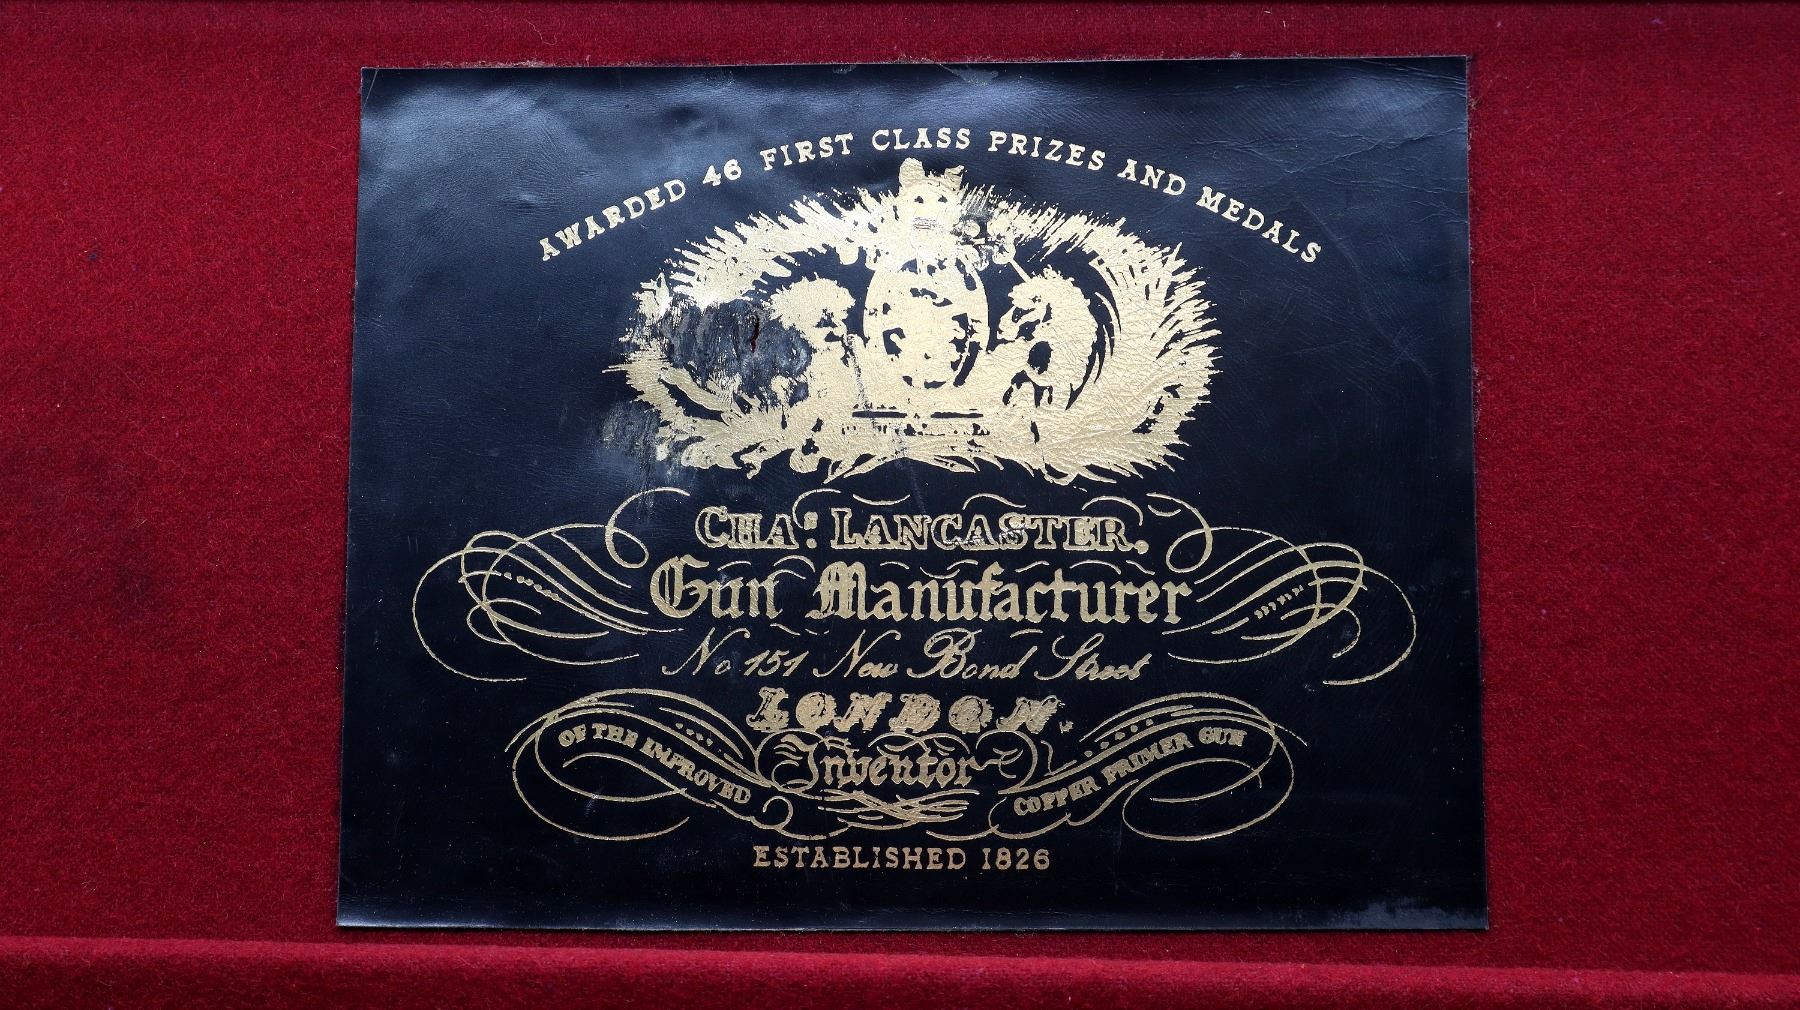 AWARDED 46 FIRST CLASS PRIZES AND MEDALS
CHAS: LANCASTER,
Gun Manufacturer
No 151 New Bond Street
LONDON
Inventor
OF THE IMPROVED
COPPER PRIMER GUN
ESTABLISHED 1826